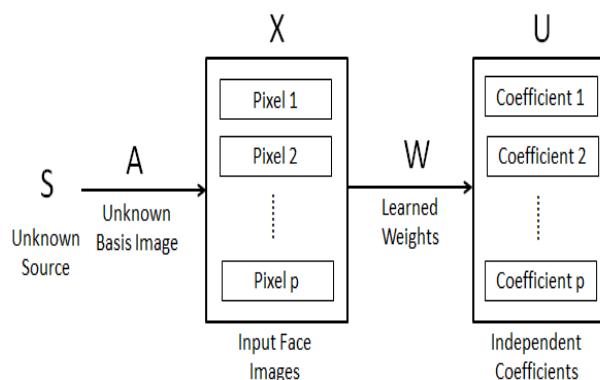 X
U
Pixel 1
Coefficient 1
Pixel 2
Coefficient 2
A
W
S
Unknown
Basis Image
Learned
Weights
Unknown
Source
Pixel p
Coefficient p
Input Face
Images
Independent
Coefficients